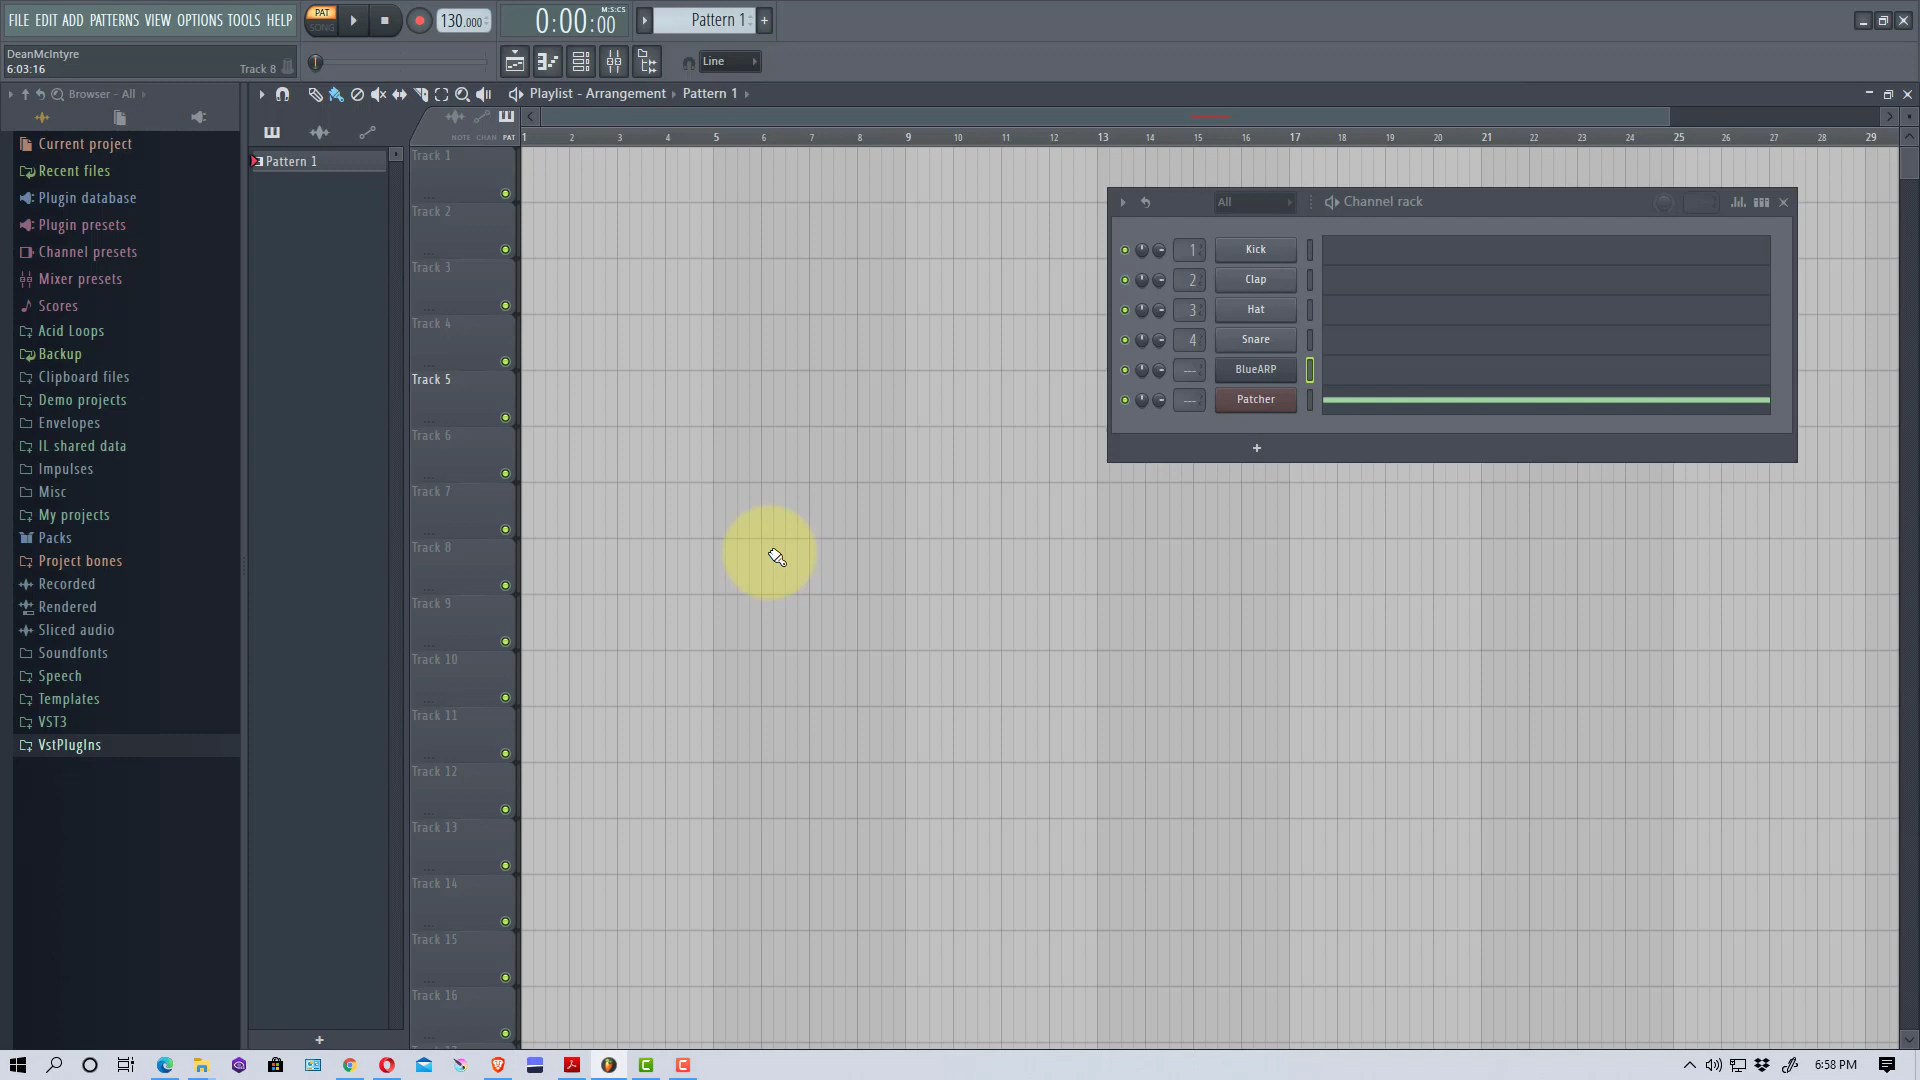 FILE EDIT ADD PATTERNS VIEW OPTIONS TOOLS HELP
PAT
SONG
130.000
M:S:CS
0:00:00
Pattern 1
DeanMcIntyre
6:03:16
Track 8
Line
Browser - All
Playlist - Arrangement
Pattern 1
NOTE CHAN PAT
1 2 3 4 5 6 7 8 9 10 11 12 13 14 15 16 17 18 19 20 21 22 23 24 25 26 27 28 29
Current project
Recent files
Plugin database
Plugin presets
Channel presets
Mixer presets
Scores
Acid Loops
Backup
Clipboard files
Demo projects
Envelopes
IL shared data
Impulses
Misc
My projects
Packs
Project bones
Recorded
Rendered
Sliced audio
Soundfonts
Speech
Templates
VST3
VstPlugIns
Pattern 1
Track 1
Track 2
Track 3
Track 4
Track 5
Track 6
Track 7
Track 8
Track 9
Track 10
Track 11
Track 12
Track 13
Track 14
Track 15
Track 16
All
Channel rack
1 Kick
2 Clap
3 Hat
4 Snare
--- BlueARP
--- Patcher
+
+
6:58 PM